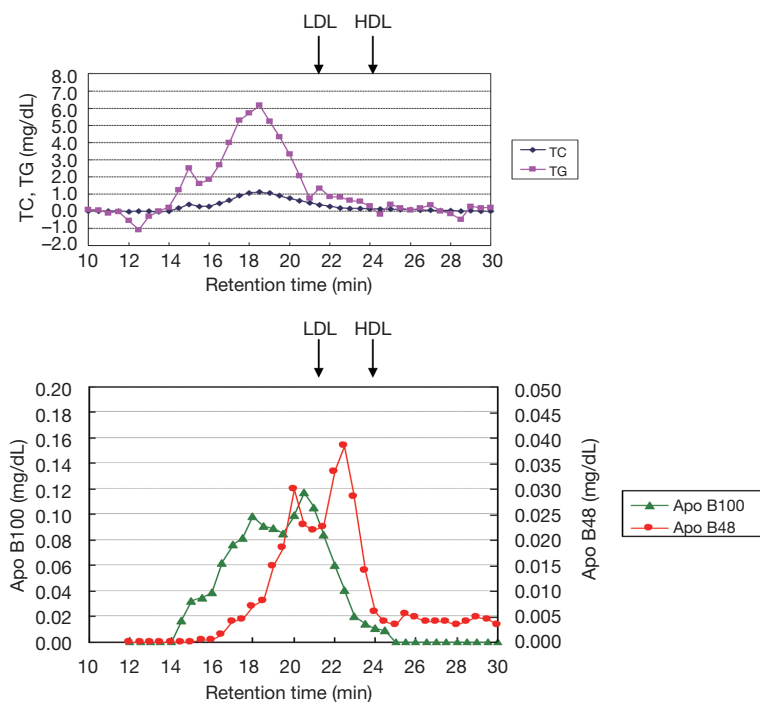 LDL HDL
TC, TG (mg/dL)
8.0
7.0
6.0
5.0
4.0
3.0
2.0
1.0
0.0
−1.0
−2.0
10 12 14 16 18 20 22 24 26 28 30
Retention time (min)
TC
TG
LDL HDL
Apo B100 (mg/dL)
0.20
0.18
0.16
0.14
0.12
0.10
0.08
0.06
0.04
0.02
0.00
0.050
0.045
0.040
0.035
0.030
0.025
0.020
0.015
0.010
0.005
0.000
Apo B48 (mg/dL)
10 12 14 16 18 20 22 24 26 28 30
Retention time (min)
Apo B100
Apo B48